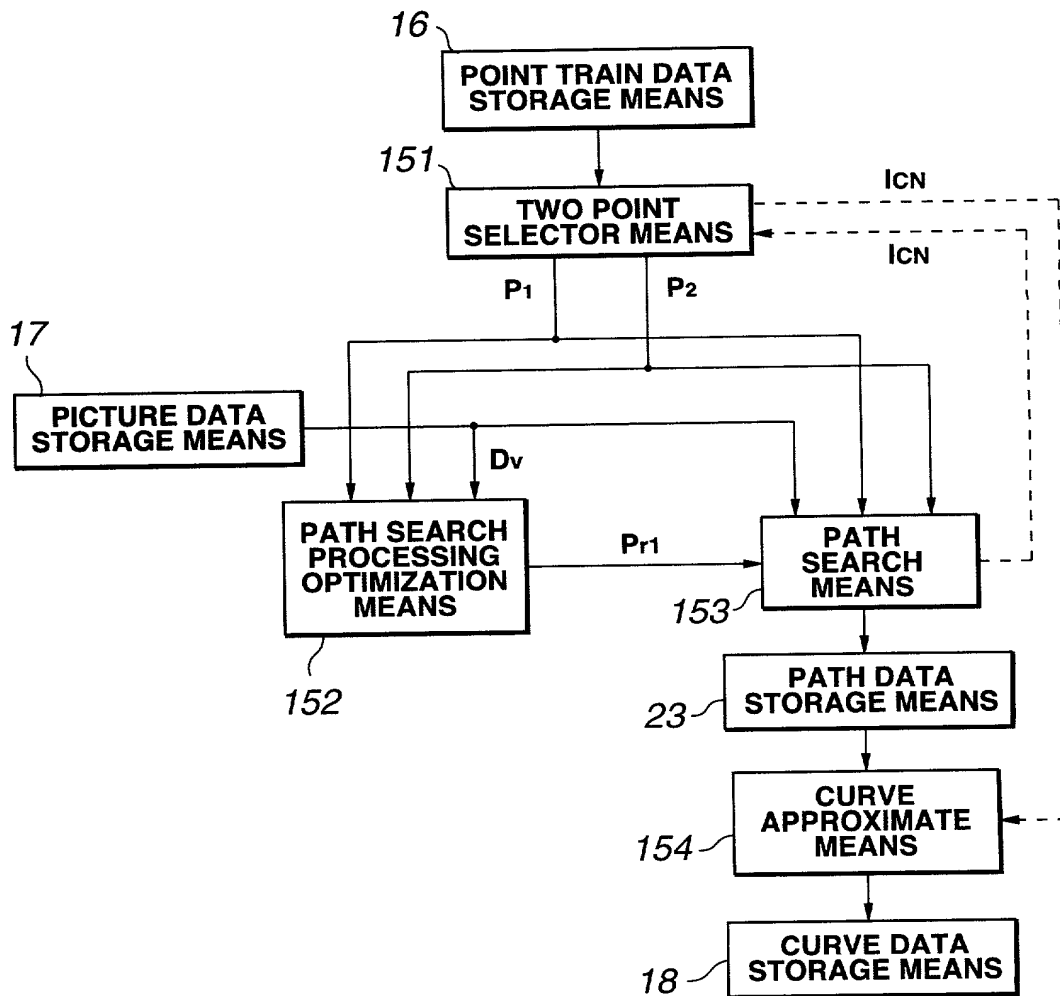 16
POINT TRAIN DATA
STORAGE MEANS
151
TWO POINT
SELECTOR MEANS
ICN
ICN
P1
P2
17
PICTURE DATA
STORAGE MEANS
DV
PATH SEARCH
PROCESSING
OPTIMIZATION
MEANS
152
Pr1
PATH
SEARCH
MEANS
153
PATH DATA
STORAGE MEANS
23
CURVE
APPROXIMATE
MEANS
154
CURVE DATA
STORAGE MEANS
18